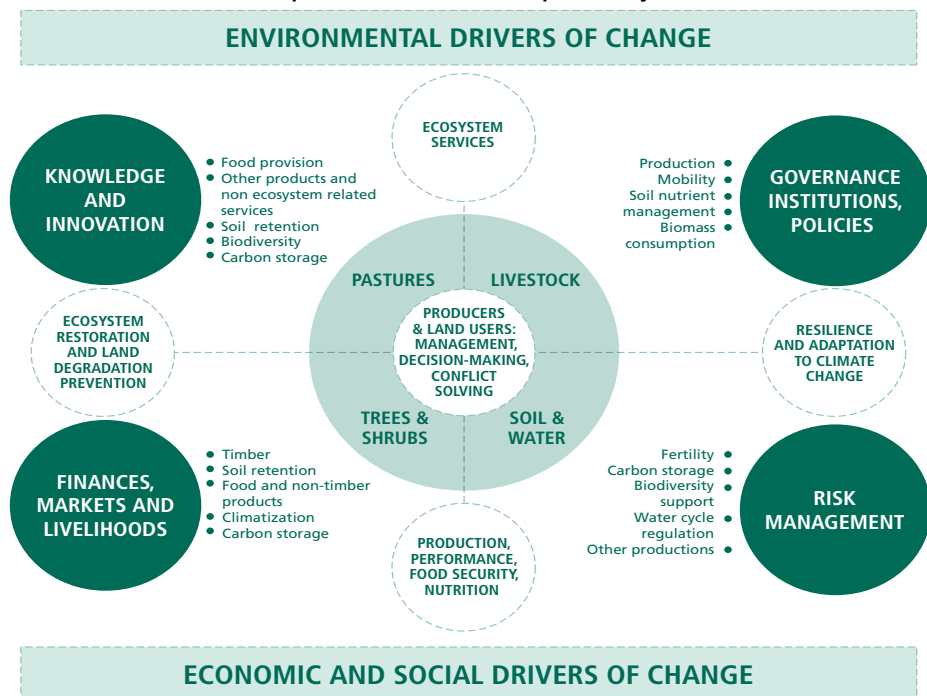 ENVIRONMENTAL DRIVERS OF CHANGE
ECOSYSTEM
SERVICES
KNOWLEDGE
AND
INNOVATION
• Food provision
• Other products and
non ecosystem related
services
• Soil retention
• Biodiversity
• Carbon storage
Production •
Mobility •
Soil nutrient •
management •
Biomass •
consumption
GOVERNANCE
INSTITUTIONS,
POLICIES
PASTURES
LIVESTOCK
ECOSYSTEM
RESTORATION
AND LAND
DEGRADATION
PREVENTION
PRODUCERS
& LAND USERS:
MANAGEMENT,
DECISION-MAKING,
CONFLICT
SOLVING
RESILIENCE
AND ADAPTATION
TO CLIMATE
CHANGE
TREES &
SHRUBS
SOIL &
WATER
FINANCES,
MARKETS AND
LIVELIHOODS
• Timber
• Soil retention
• Food and non-timber
products
• Climatization
• Carbon storage
Fertility •
Carbon storage •
Biodiversity •
support
Water cycle •
regulation
Other productions •
RISK
MANAGEMENT
PRODUCTION,
PERFORMANCE,
FOOD SECURITY,
NUTRITION
ECONOMIC AND SOCIAL DRIVERS OF CHANGE